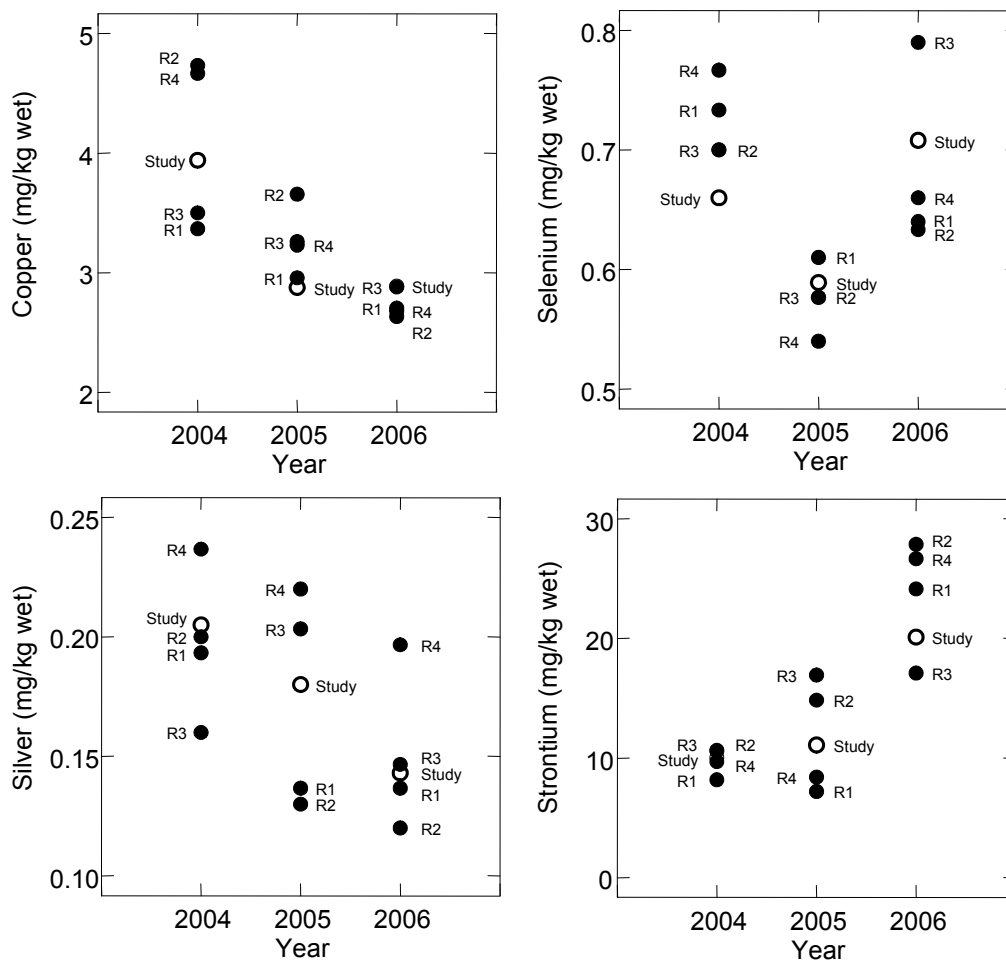 Copper (mg/kg wet)
5
4
3
2
R2
R4
Study
R3
R1
R2
R3 R4
R1
Study
R3 Study
R1 R4
R2
2004 2005 2006
Year
Selenium (mg/kg wet)
0.8
0.7
0.6
0.5
R4
R1
R3 R2
Study
R1
Study
R3 R2
R4
R3
Study
R4
R1
R2
2004 2005 2006
Year
Silver (mg/kg wet)
0.25
0.20
0.15
0.10
R4
Study
R2
R1
R3
R4
R3
Study
R1
R2
R4
R3
Study
R1
R2
2004 2005 2006
Year
Strontium (mg/kg wet)
30
20
10
0
R3 R2
Study R4
R1
R3
R2
Study
R4
R1
R2
R4
R1
Study
R3
2004 2005 2006
Year